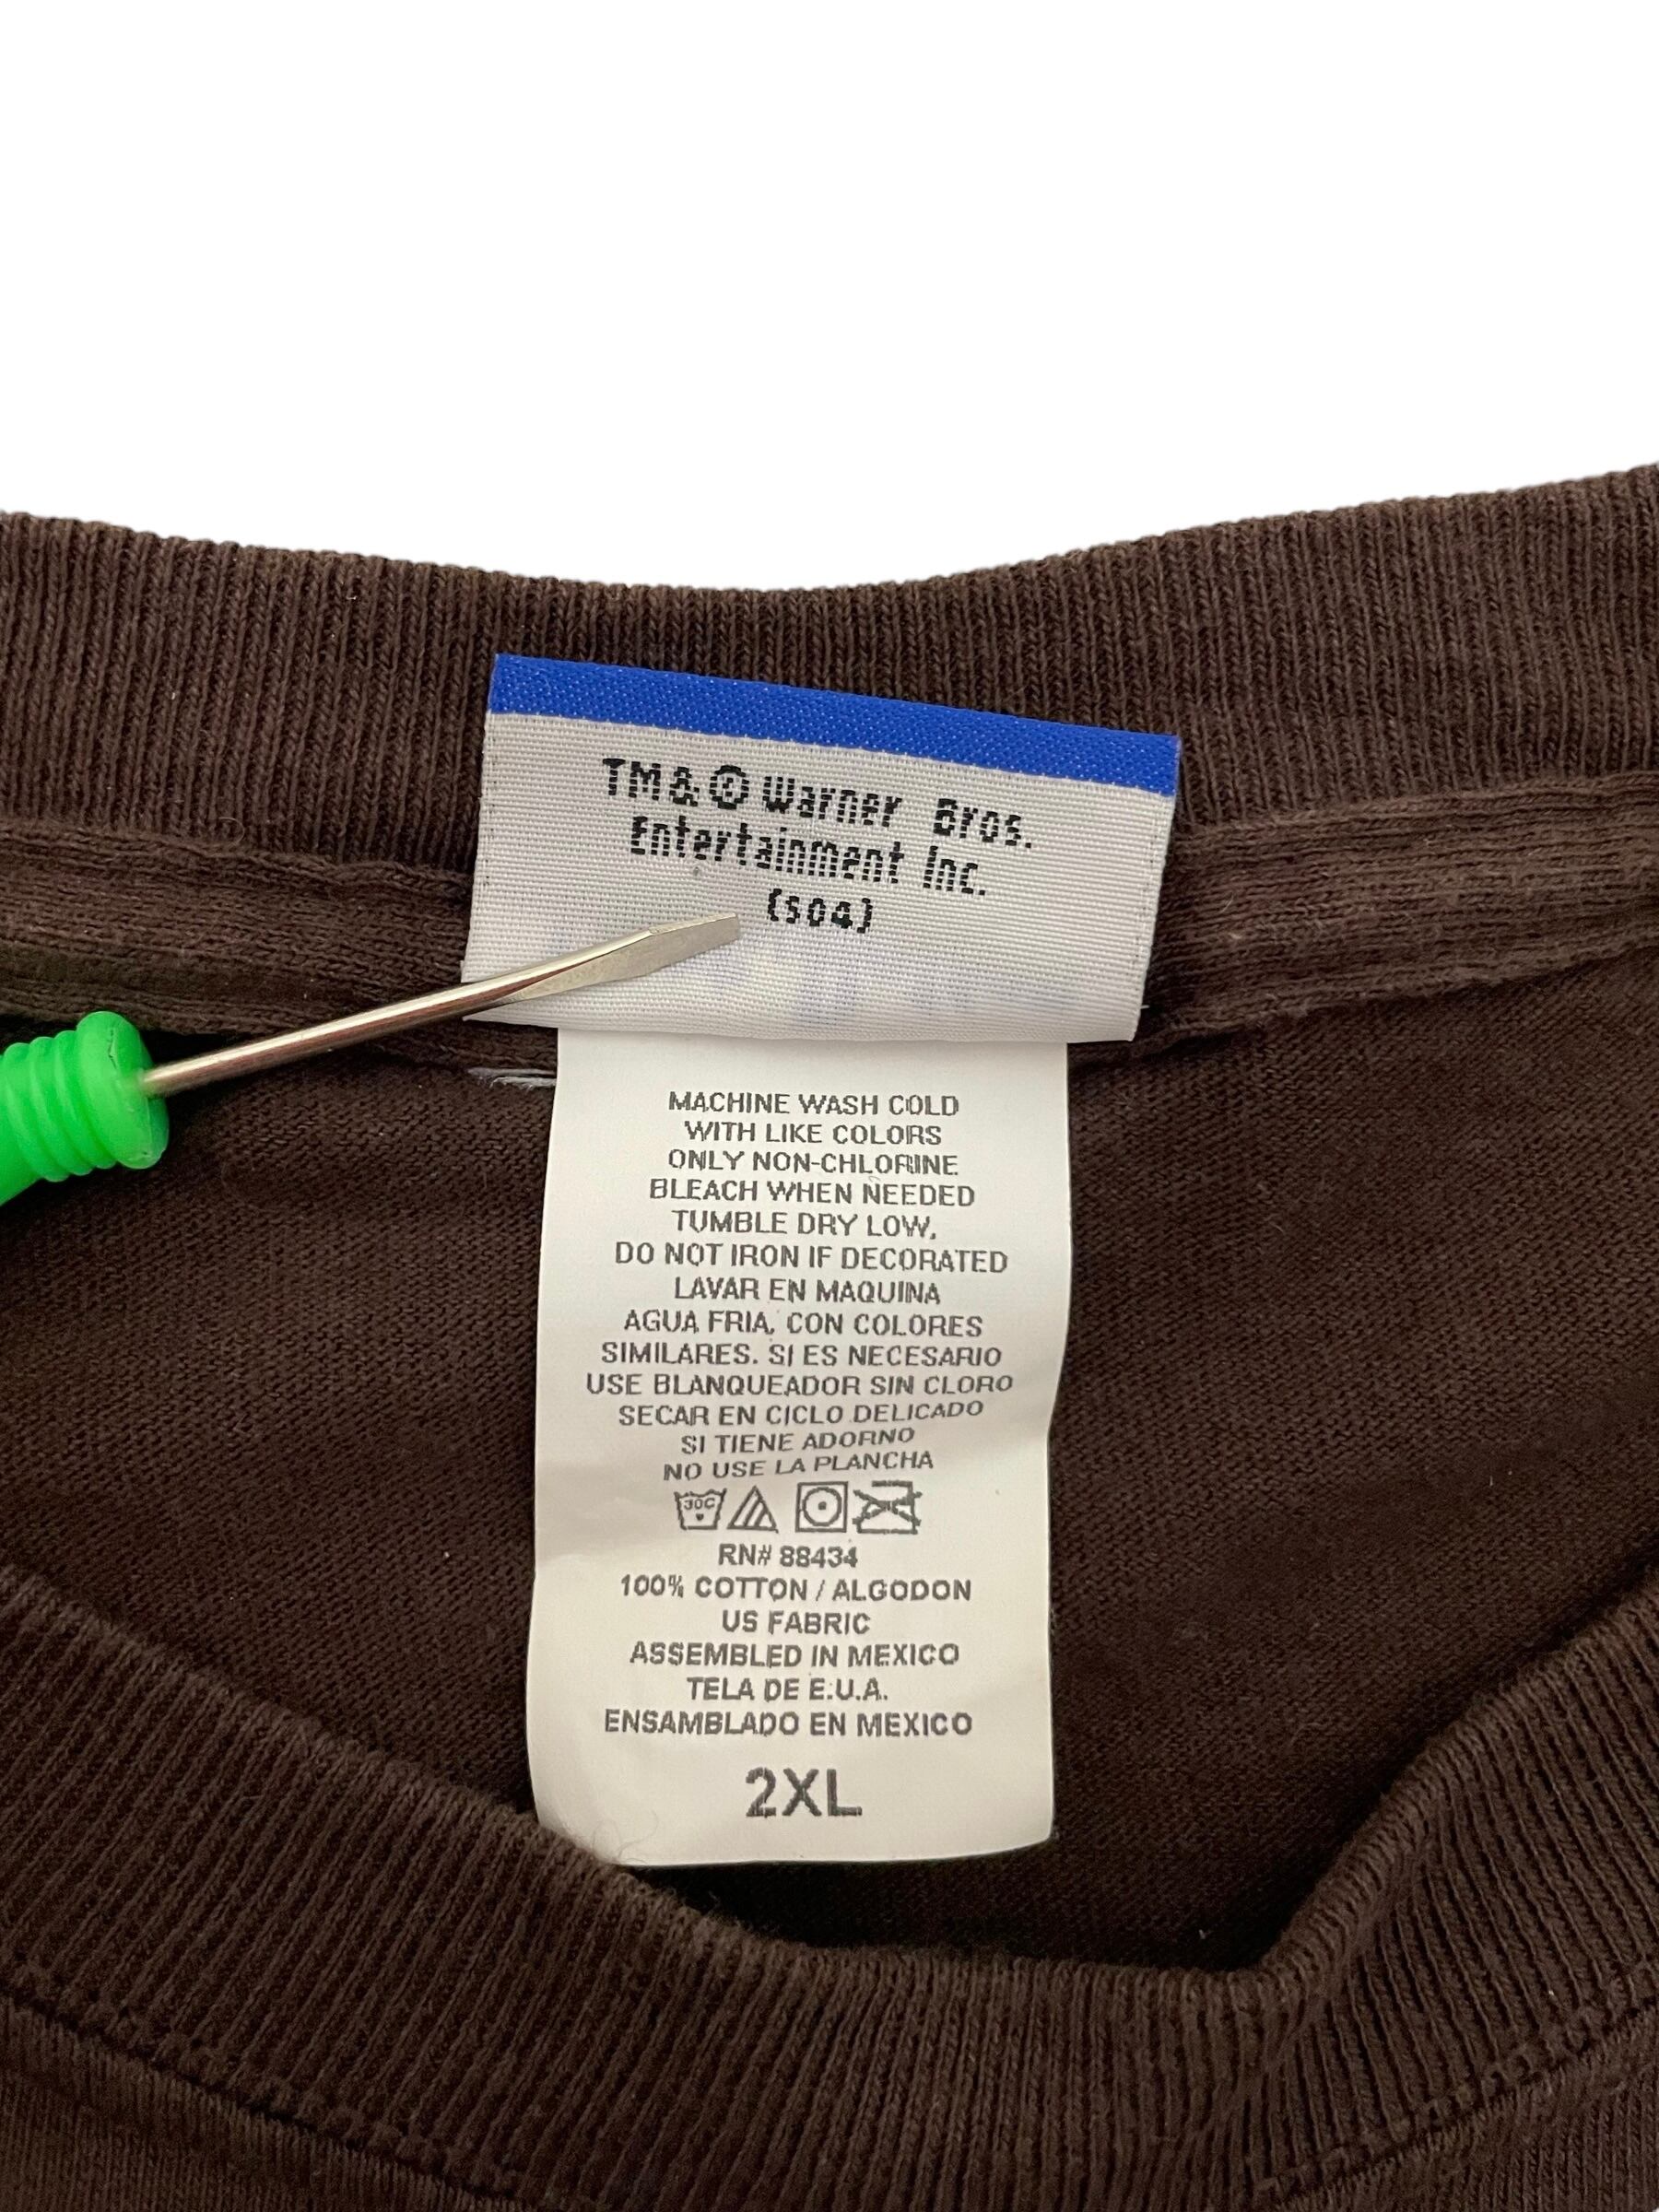 TM & © Warner Bros.
Entertainment Inc.
(s04)
MACHINE WASH COLD
WITH LIKE COLORS
ONLY NON-CHLORINE
BLEACH WHEN NEEDED
TUMBLE DRY LOW,
DO NOT IRON IF DECORATED
LAVAR EN MAQUINA
AGUA FRIA, CON COLORES
SIMILARES. SI ES NECESARIO
USE BLANQUEADOR SIN CLORO
SECAR EN CICLO DELICADO
SI TIENE ADORNO
NO USE LA PLANCHA
30C
RN# 88434
100% COTTON / ALGODON
US FABRIC
ASSEMBLED IN MEXICO
TELA DE E.U.A.
ENSAMBLADO EN MEXICO
2XL